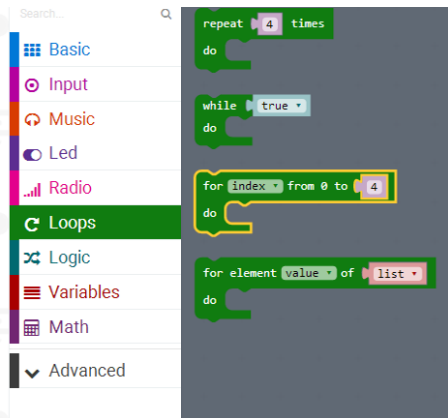 Search...
Basic
Input
Music
Led
Radio
Loops
Logic
Variables
Math
Advanced
repeat 4 times
do
while true
do
for index from 0 to 4
do
for element value of list
do